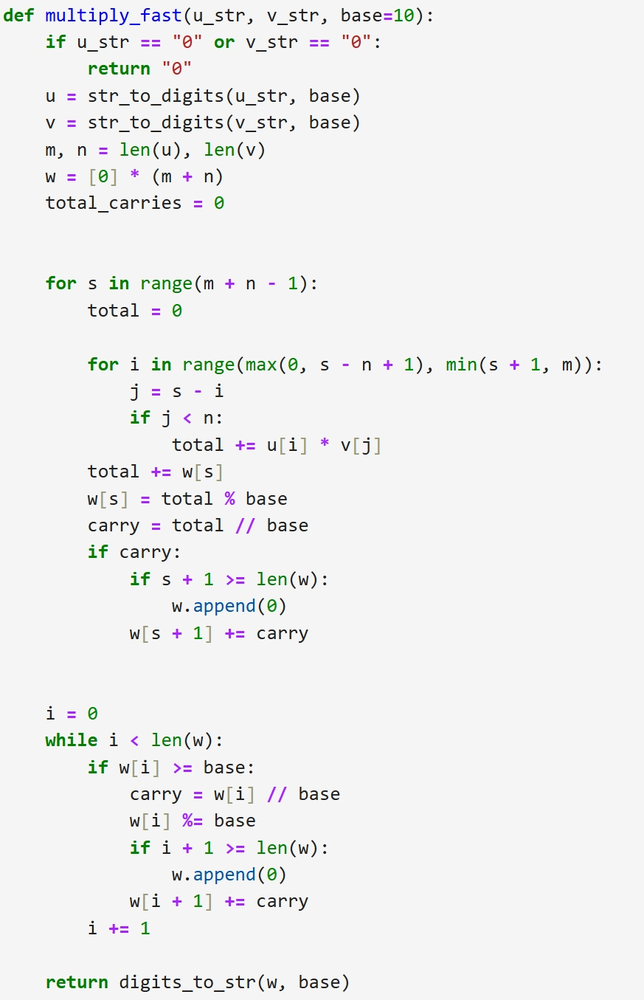 def multiply_fast(u_str, v_str, base=10):
    if u_str == "0" or v_str == "0":
        return "0"
    u = str_to_digits(u_str, base)
    v = str_to_digits(v_str, base)
    m, n = len(u), len(v)
    w = [0] * (m + n)
    total_carries = 0
    for s in range(m + n - 1):
        total = 0
        for i in range(max(0, s - n + 1), min(s + 1, m)):
            j = s - i
            if j < n:
                total += u[i] * v[j]
        total += w[s]
        w[s] = total % base
        carry = total // base
        if carry:
            if s + 1 >= len(w):
                w.append(0)
            w[s + 1] += carry
    i = 0
    while i < len(w):
        if w[i] >= base:
            carry = w[i] // base
            w[i] %= base
            if i + 1 >= len(w):
                w.append(0)
            w[i + 1] += carry
        i += 1
    return digits_to_str(w, base)